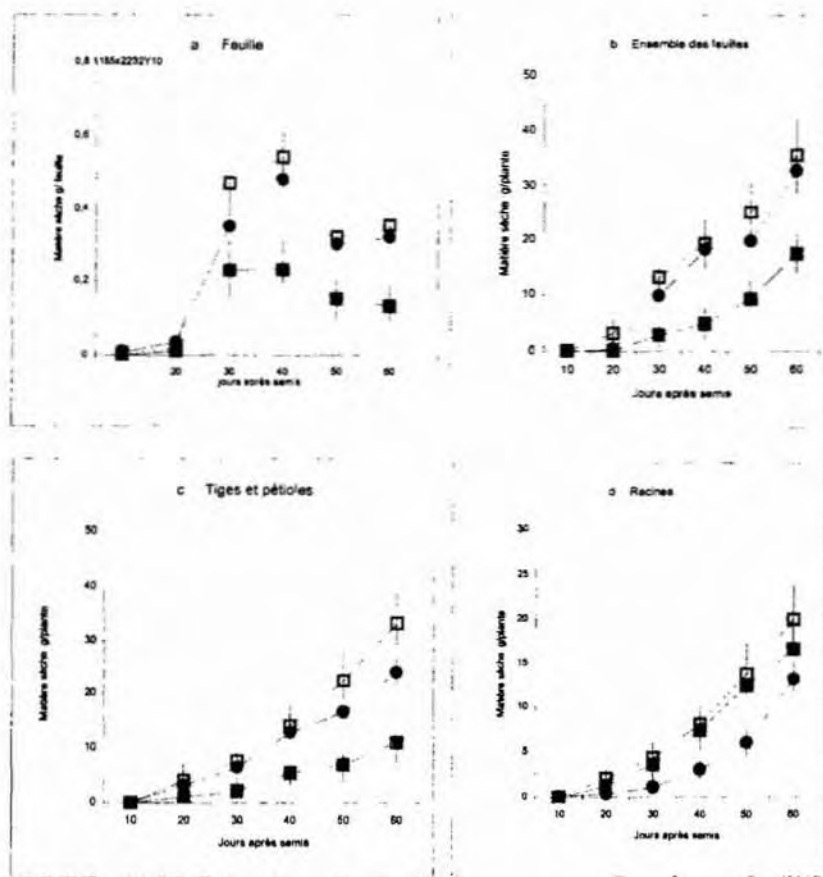 a Feuille
0,8 1185x2232Y10
0,6
0,4
0,2
0
Matière sèche g/ feuille
20 30 40 50 60
jours après semis
b Ensemble des feuilles
50
40
30
20
10
0
Matière sèche g/plante
10 20 30 40 50 60
Jours après semis
c Tiges et pétioles
50
40
30
20
10
0
Matière sèche g/plante
10 20 30 40 50 60
Jours après semis
d Racines
30
25
20
15
10
5
0
Matière sèche g/plante
10 20 30 40 50 60
Jours après semis